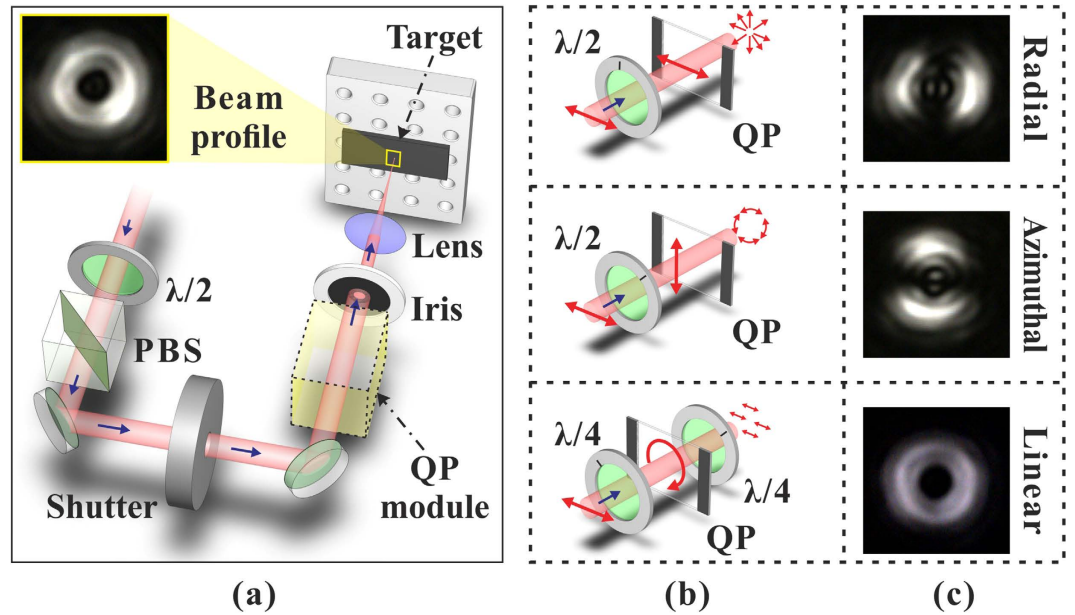 Target
Beam
profile
Lens
λ/2
Iris
PBS
QP
module
Shutter
(a)
λ/2
QP
λ/2
QP
λ/4
λ/4
QP
(b)
Radial
Azimuthal
Linear
(c)